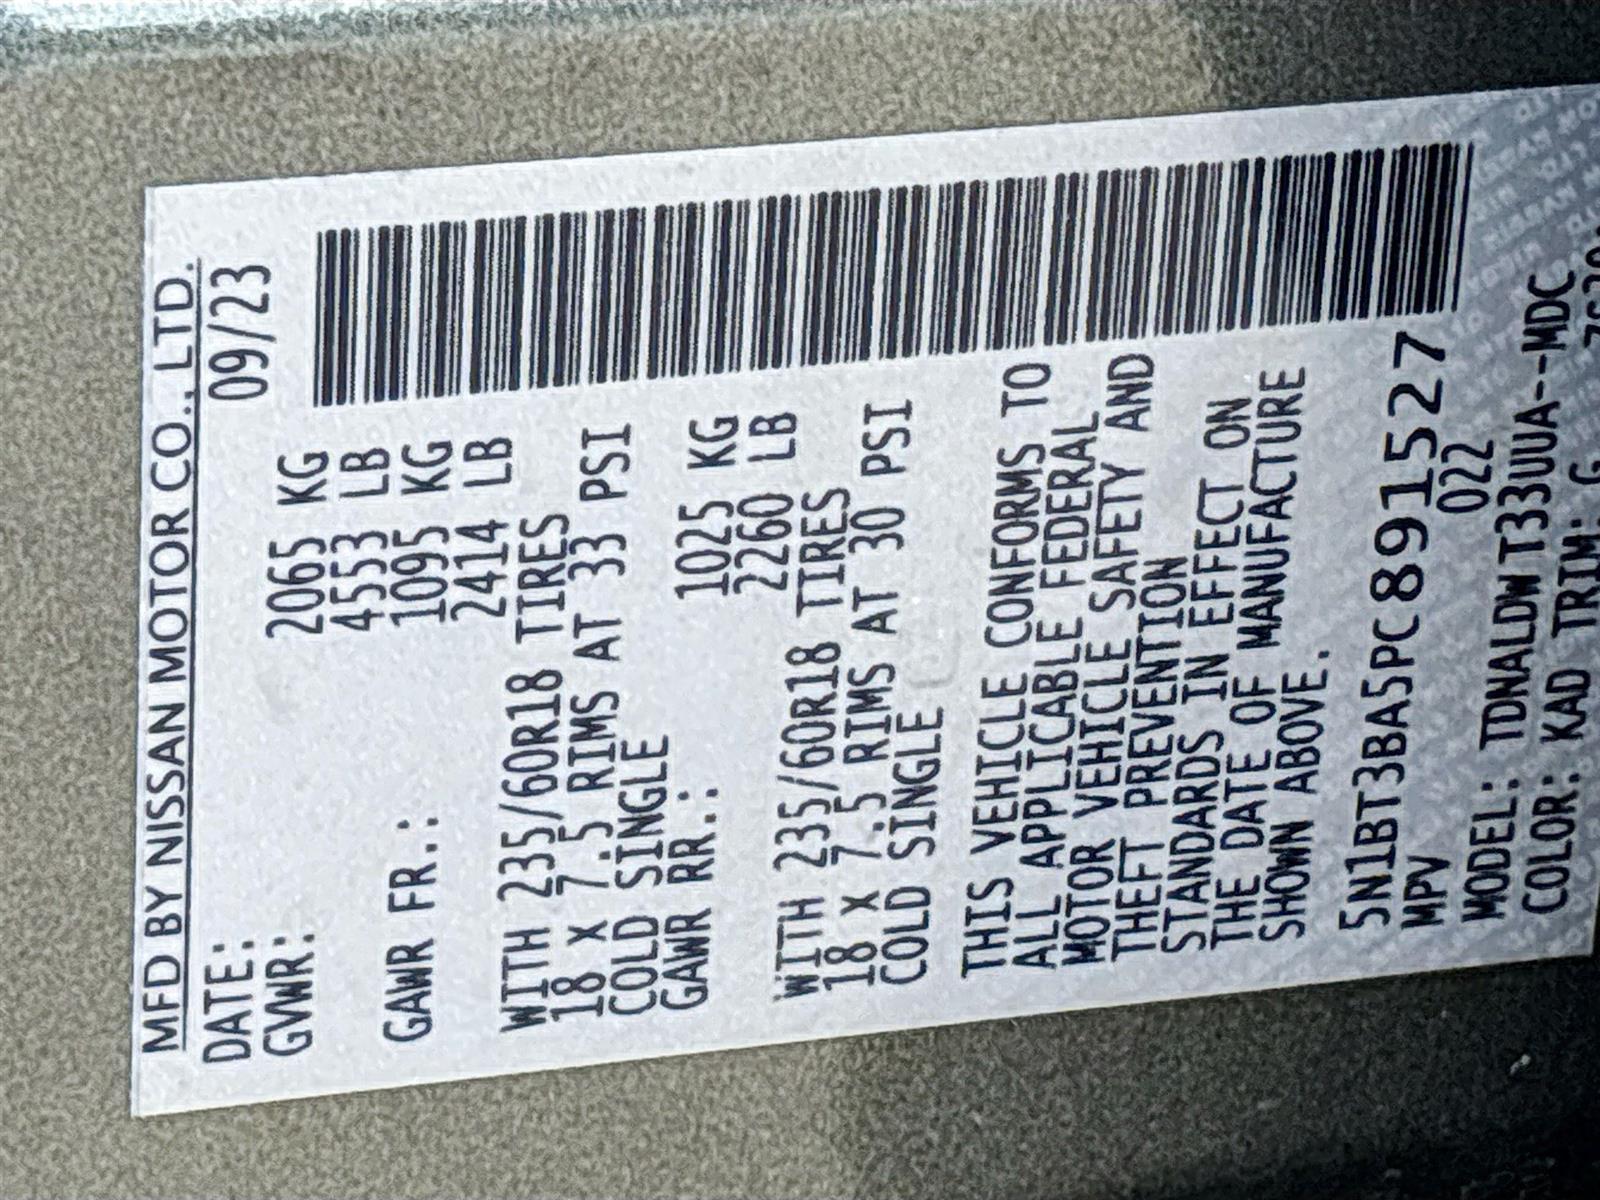 MFD BY NISSAN MOTOR CO., LTD.
DATE: 09/23
GVWR: 2065 KG
4553 LB
GAWR FR.: 1095 KG
2414 LB
WITH 235/60R18 TIRES
18 X 7.5 RIMS AT 33 PSI
COLD SINGLE
GAWR RR.: 1025 KG
2260 LB
WITH 235/60R18 TIRES
18 X 7.5 RIMS AT 30 PSI
COLD SINGLE
THIS VEHICLE CONFORMS TO
ALL APPLICABLE FEDERAL
MOTOR VEHICLE SAFETY AND
THEFT PREVENTION
STANDARDS IN EFFECT ON
THE DATE OF MANUFACTURE
SHOWN ABOVE.
5N1BT3BA5PC891527
MPV 022
MODEL: TDNALDWT33UUA--MDC
COLOR: KAD TRIM: G